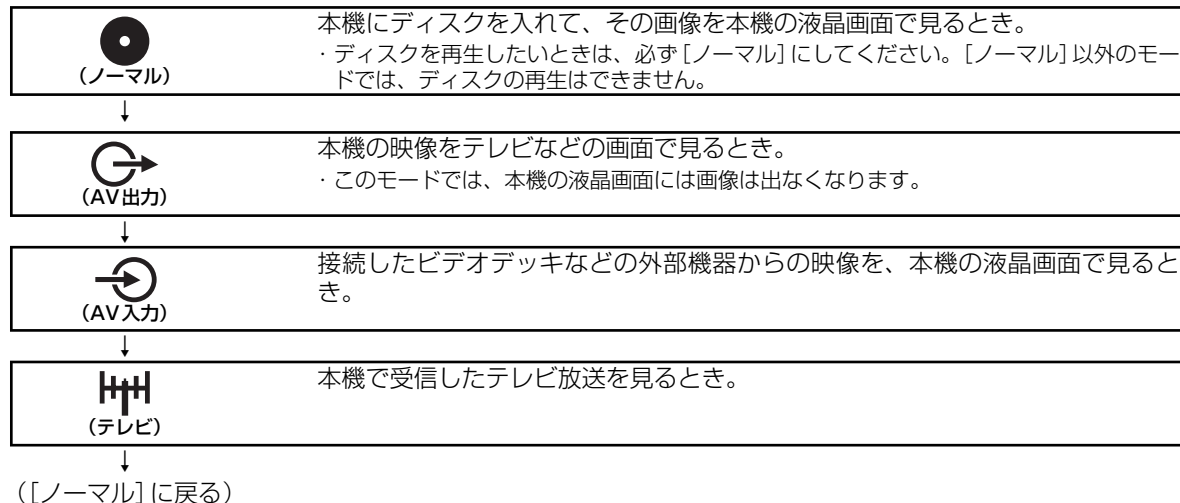 本機にディスクを入れて、その画像を本機の液晶画面で見るとき。
・ディスクを再生したいときは、必ず[ノーマル]にしてください。[ノーマル]以外のモー
ドでは、ディスクの再生はできません。
(ノーマル)
↓
本機の映像をテレビなどの画面で見るとき。
・このモードでは、本機の液晶画面には画像は出なくなります。
(AV出力)
↓
接続したビデオデッキなどの外部機器からの映像を、本機の液晶画面で見ると
き。
(AV入力)
↓
本機で受信したテレビ放送を見るとき。
(テレビ)
↓
([ノーマル]に戻る)